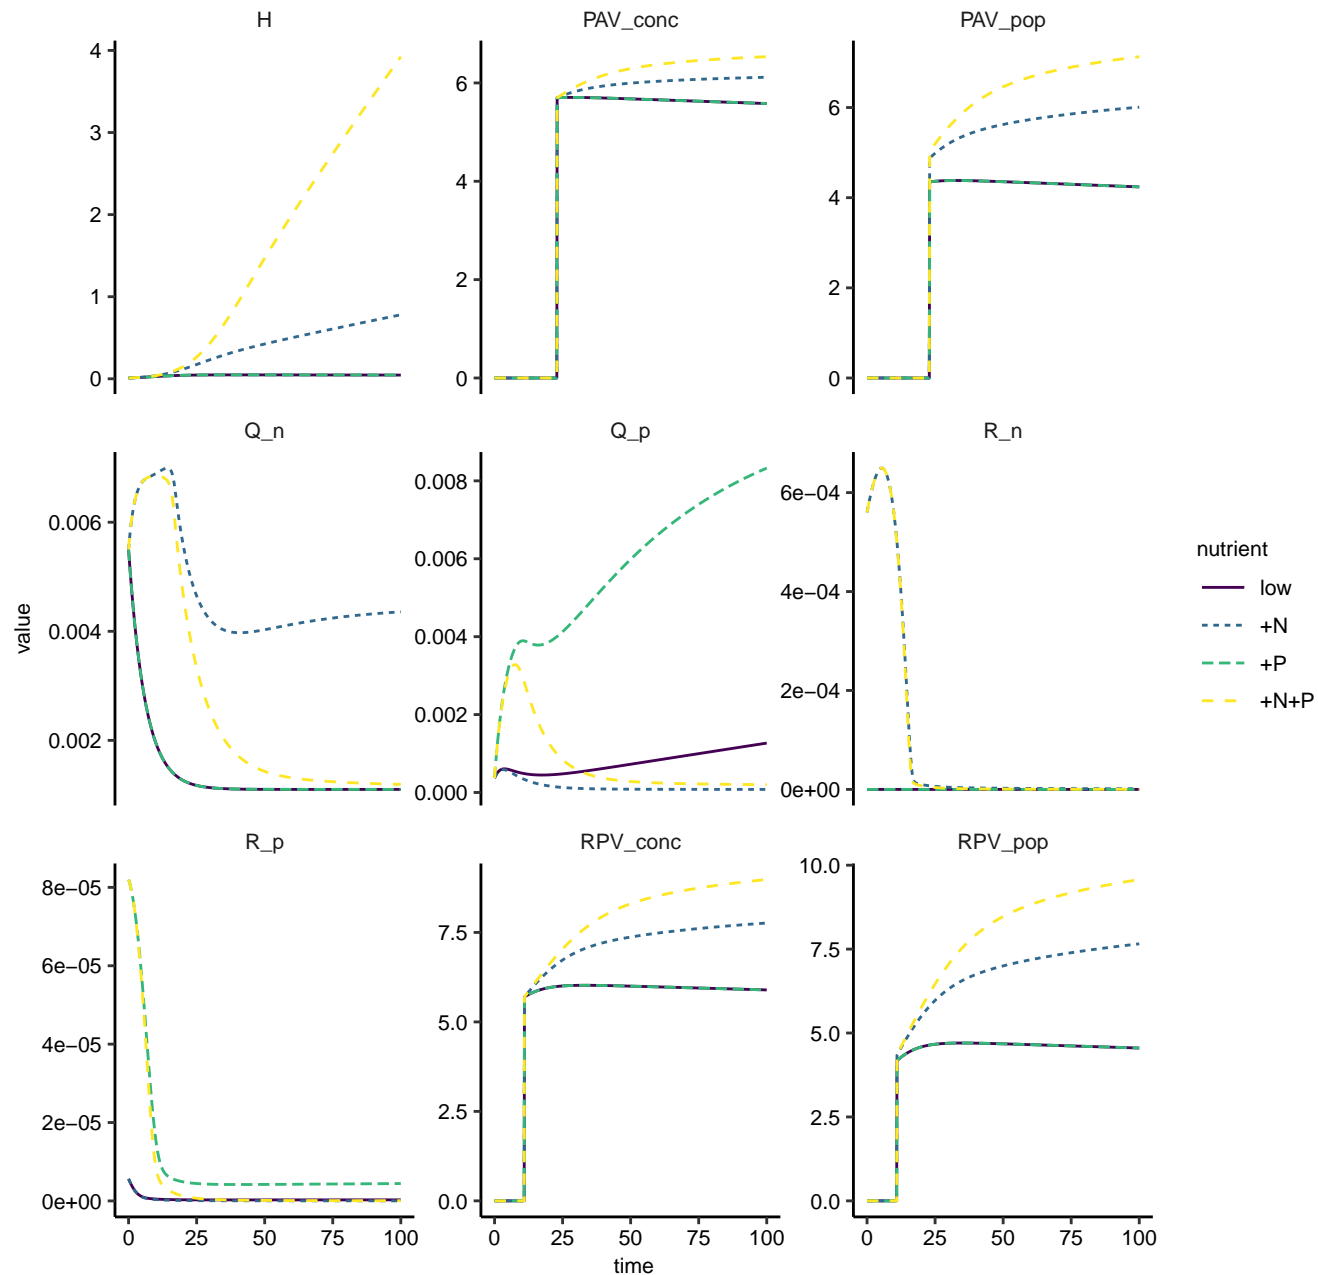 H
PAV_conc
PAV_pop
4
3
2
1
0
6
4
2
0
6
4
2
0
Q_n
Q_p
R_n
0.006
0.004
0.002
0.008
0.006
0.004
0.002
0.000
6e−04
4e−04
2e−04
0e+00
R_p
RPV_conc
RPV_pop
8e−05
6e−05
4e−05
2e−05
0e+00
7.5
5.0
2.5
0.0
10.0
7.5
5.0
2.5
0.0
0 25 50 75 100
0 25 50 75 100
0 25 50 75 100
time
value
nutrient
low
+N
+P
+N+P